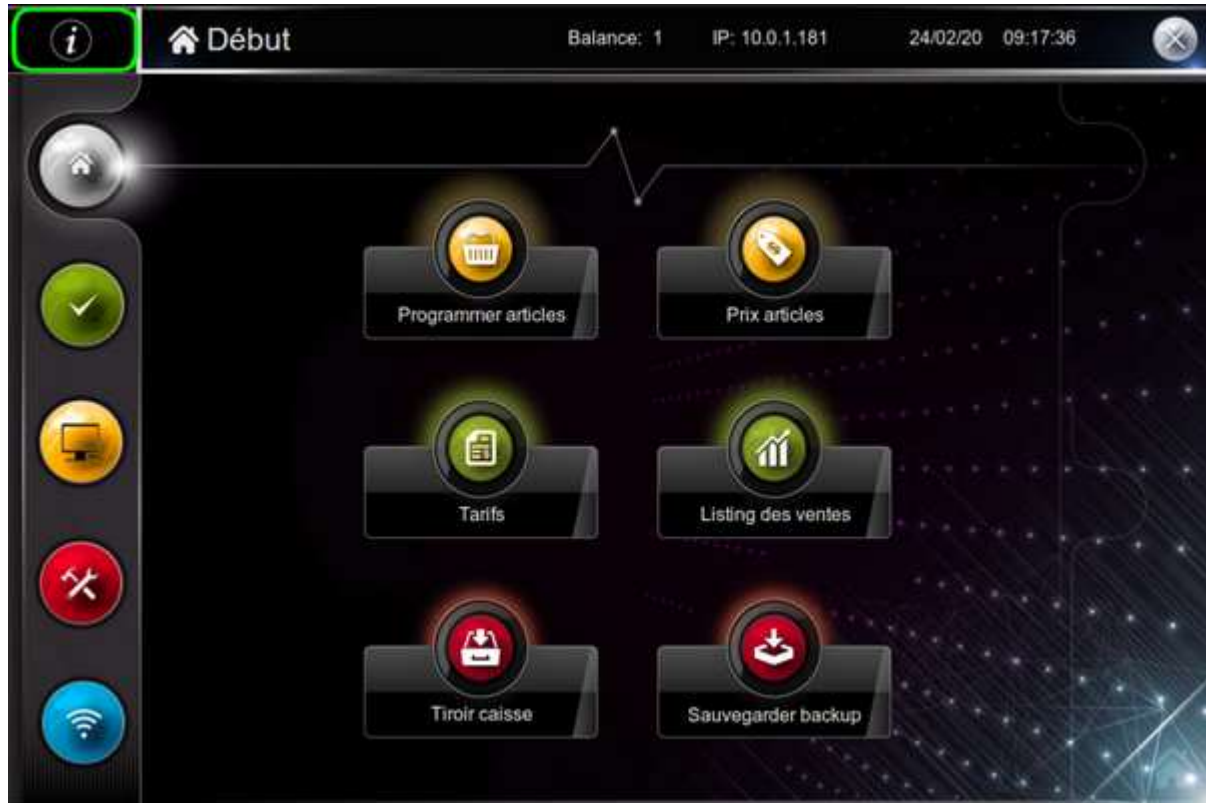 i Début Balance: 1 IP: 10.0.1.181 24/02/20 09:17:36
Programmer articles
Prix articles
Tarifs
Listing des ventes
Tiroir caisse
Sauvegarder backup